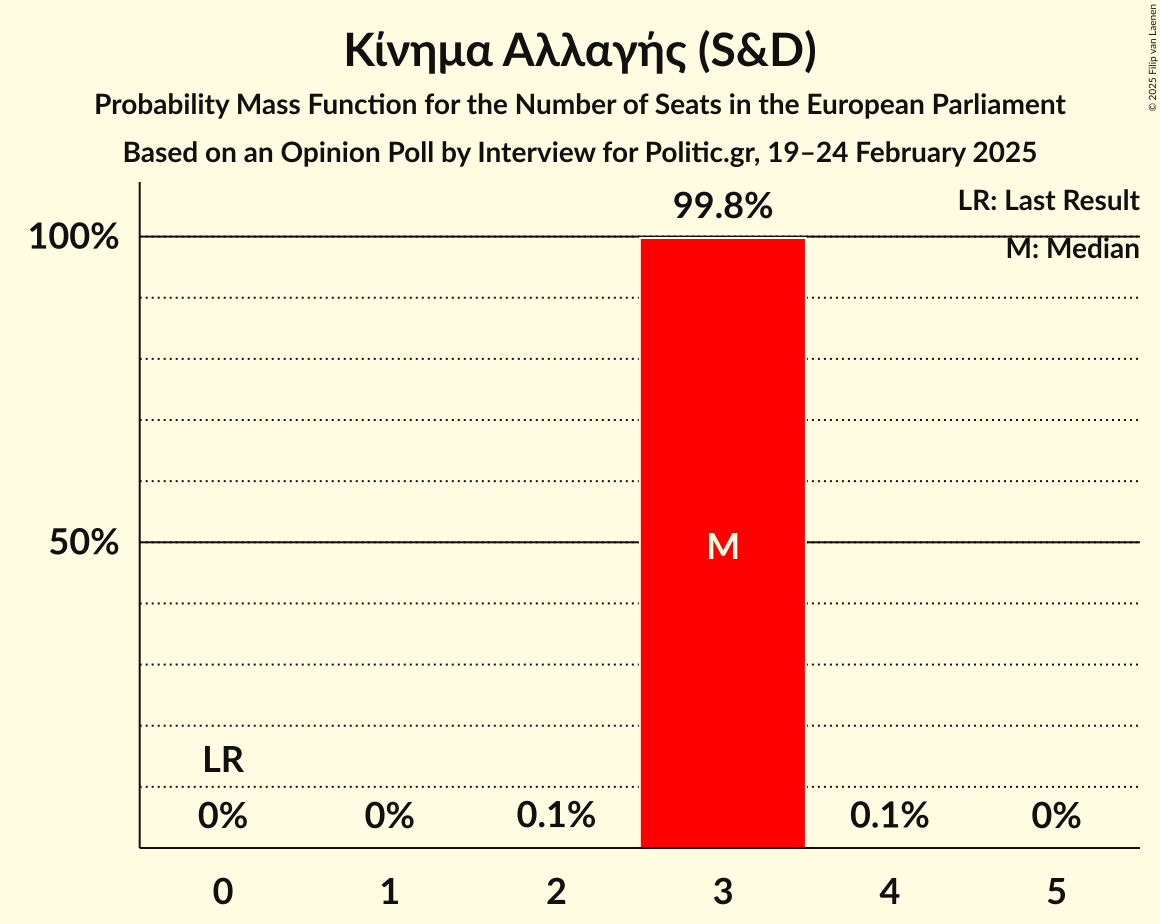 Κίνημα Αλλαγής (S&D)
Probability Mass Function for the Number of Seats in the European Parliament
Based on an Opinion Poll by Interview for Politic.gr, 19–24 February 2025
© 2025 Filip van Laenen
99.8%
LR: Last Result
100%
M: Median
50%
M
LR
0%
0%
0.1%
0.1%
0%
0
1
2
3
4
5